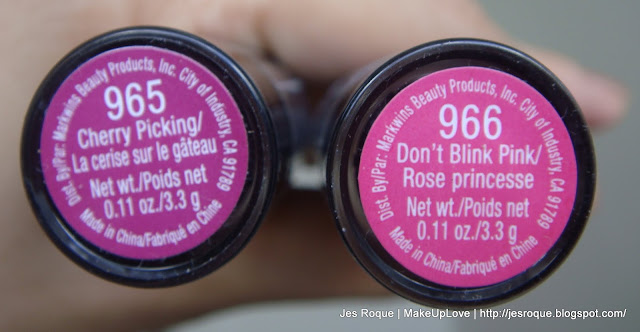 Dist. By/Par: Markwins Beauty Products, Inc. City of Industry, CA 91789
965
Cherry Picking/
La cerise sur le gâteau
Net wt./Poids net
0.11 oz./3.3 g
Made in China/Fabriqué en Chine
Dist. By/Par: Markwins Beauty Products, Inc. City of Industry, CA 91789
966
Don't Blink Pink/
Rose princesse
Net wt./Poids net
0.11 oz./3.3 g
Made in China/Fabriqué en Chine
Jes Roque | MakeUpLove | http://jesroque.blogspot.com/